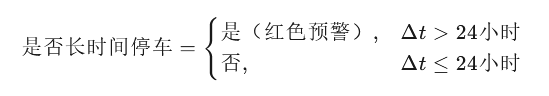 是否长时间停车 = { 是（红色预警）, Δt > 24小时
否, Δt ≤ 24小时